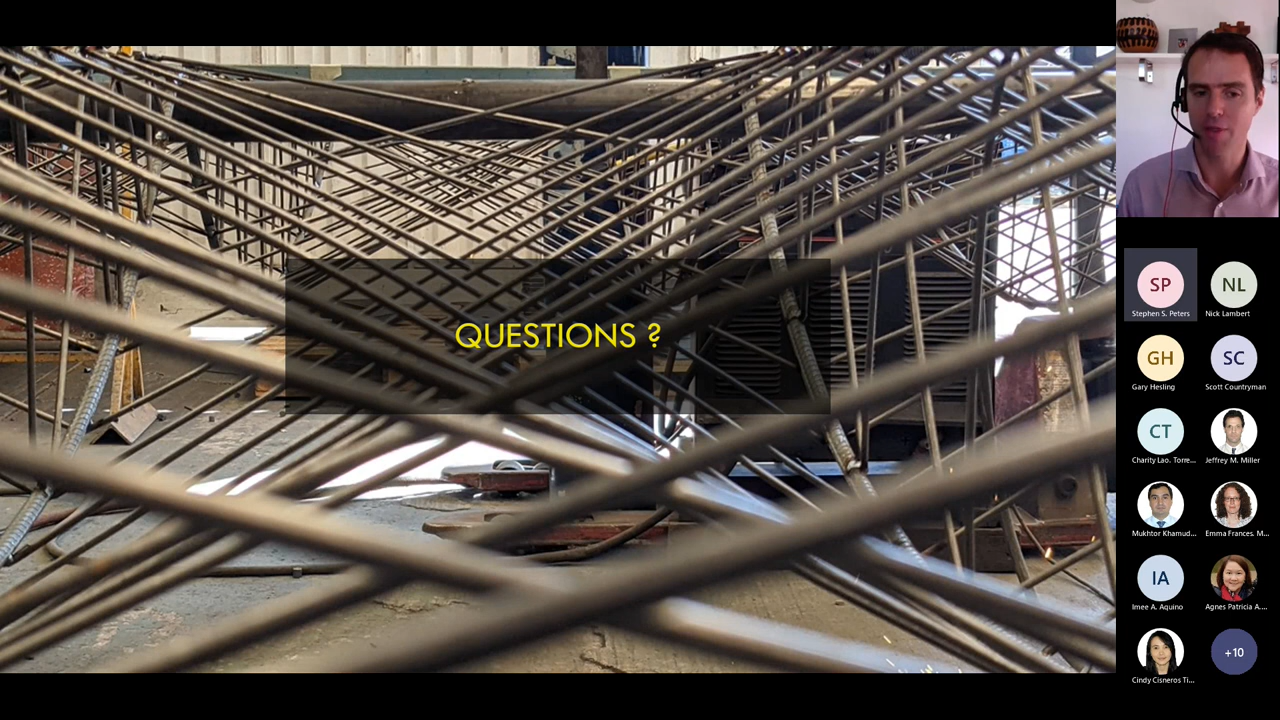 QUESTIONS ?
SP
Stephen S. Peters
NL
Nick Lambert
GH
Gary Hesling
SC
Scott Countryman
CT
Charity Lao. Torre...
Jeffrey M. Miller
Mukhtor Khamud...
Emma Frances. M...
IA
Imee A. Aquino
Agnes Patricia A....
Cindy Cisneros Ti...
+10